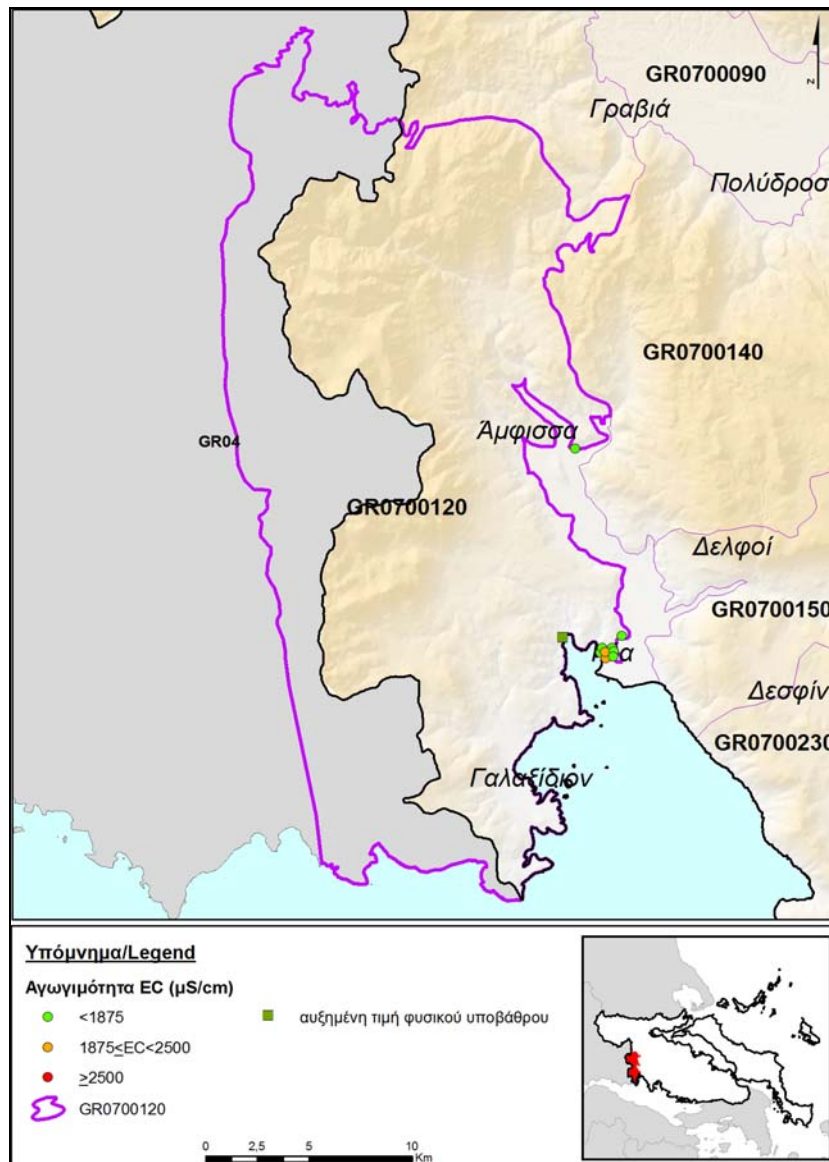 GR0700090
z
Γραβιά
Πολύδροσ
GR0700140
Άμφισσα
GR04
GR0700120
Δελφοί
GR0700150
Δεσφίν
GR0700230
Γαλαξίδιον
Υπόμνημα/Legend
Αγωγιμότητα EC (μS/cm)
<1875
αυξημένη τιμή φυσικού υποβάθρου
1875≤EC<2500
≥2500
GR0700120
0 2,5 5 10
Km